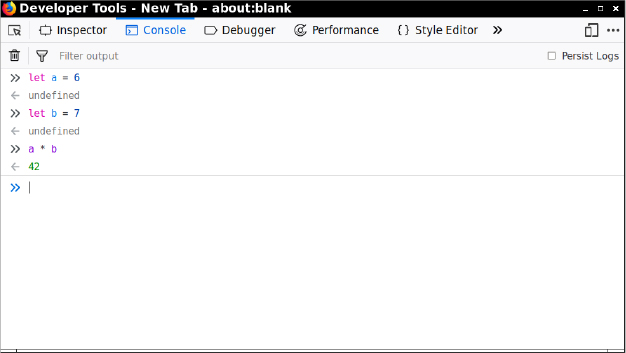 Developer Tools - New Tab - about:blank
Inspector Console Debugger Performance Style Editor
Filter output Persist Logs
let a = 6
undefined
let b = 7
undefined
a * b
42